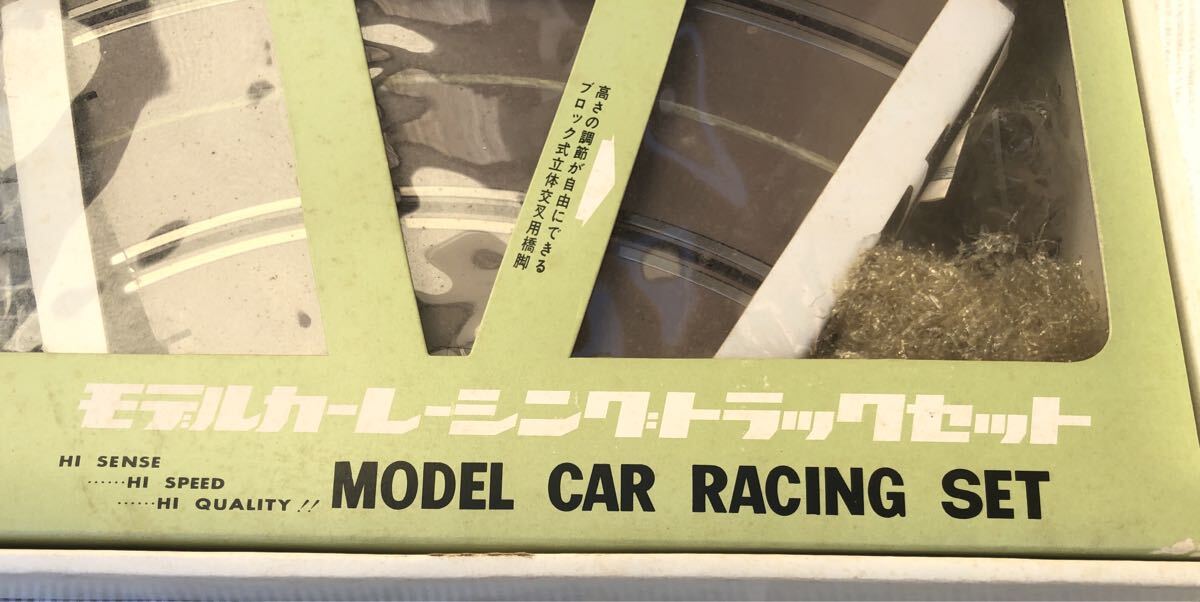 高さの調節が自由にできる
ブロック式立体交叉用橋脚
モデルカーレーシング・トラックセット
HI SENSE
······HI SPEED
······HI QUALITY!!
MODEL CAR RACING SET